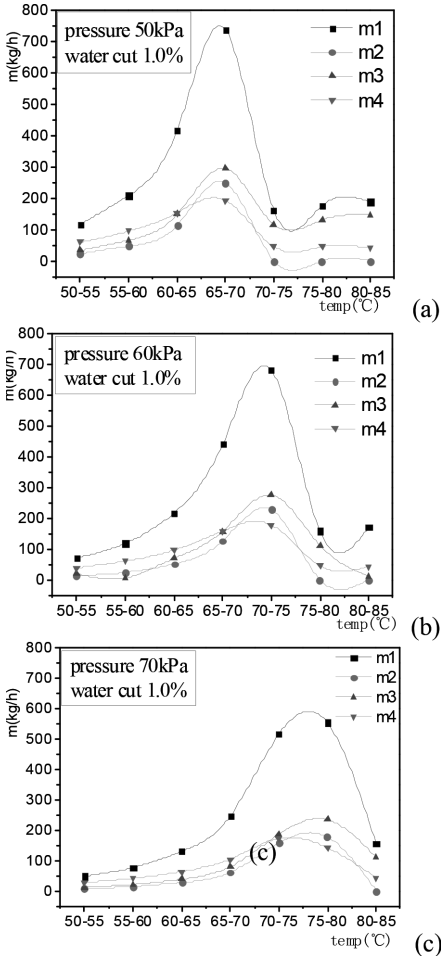 pressure 50kPa
water cut 1.0%
m1
m2
m3
m4
m(kg/h)
800
700
600
500
400
300
200
100
0
50-55 55-60 60-65 65-70 70-75 75-80 80-85
temp(℃)
(a)
pressure 60kPa
water cut 1.0%
m1
m2
m3
m4
m(kg/h)
800
700
600
500
400
300
200
100
0
50-55 55-60 60-65 65-70 70-75 75-80 80-85
temp(℃)
(b)
pressure 70kPa
water cut 1.0%
m1
m2
m3
m4
m(kg/h)
800
700
600
500
400
300
200
100
0
(c)
50-55 55-60 60-65 65-70 70-75 75-80 80-85
temp(℃)
(c)